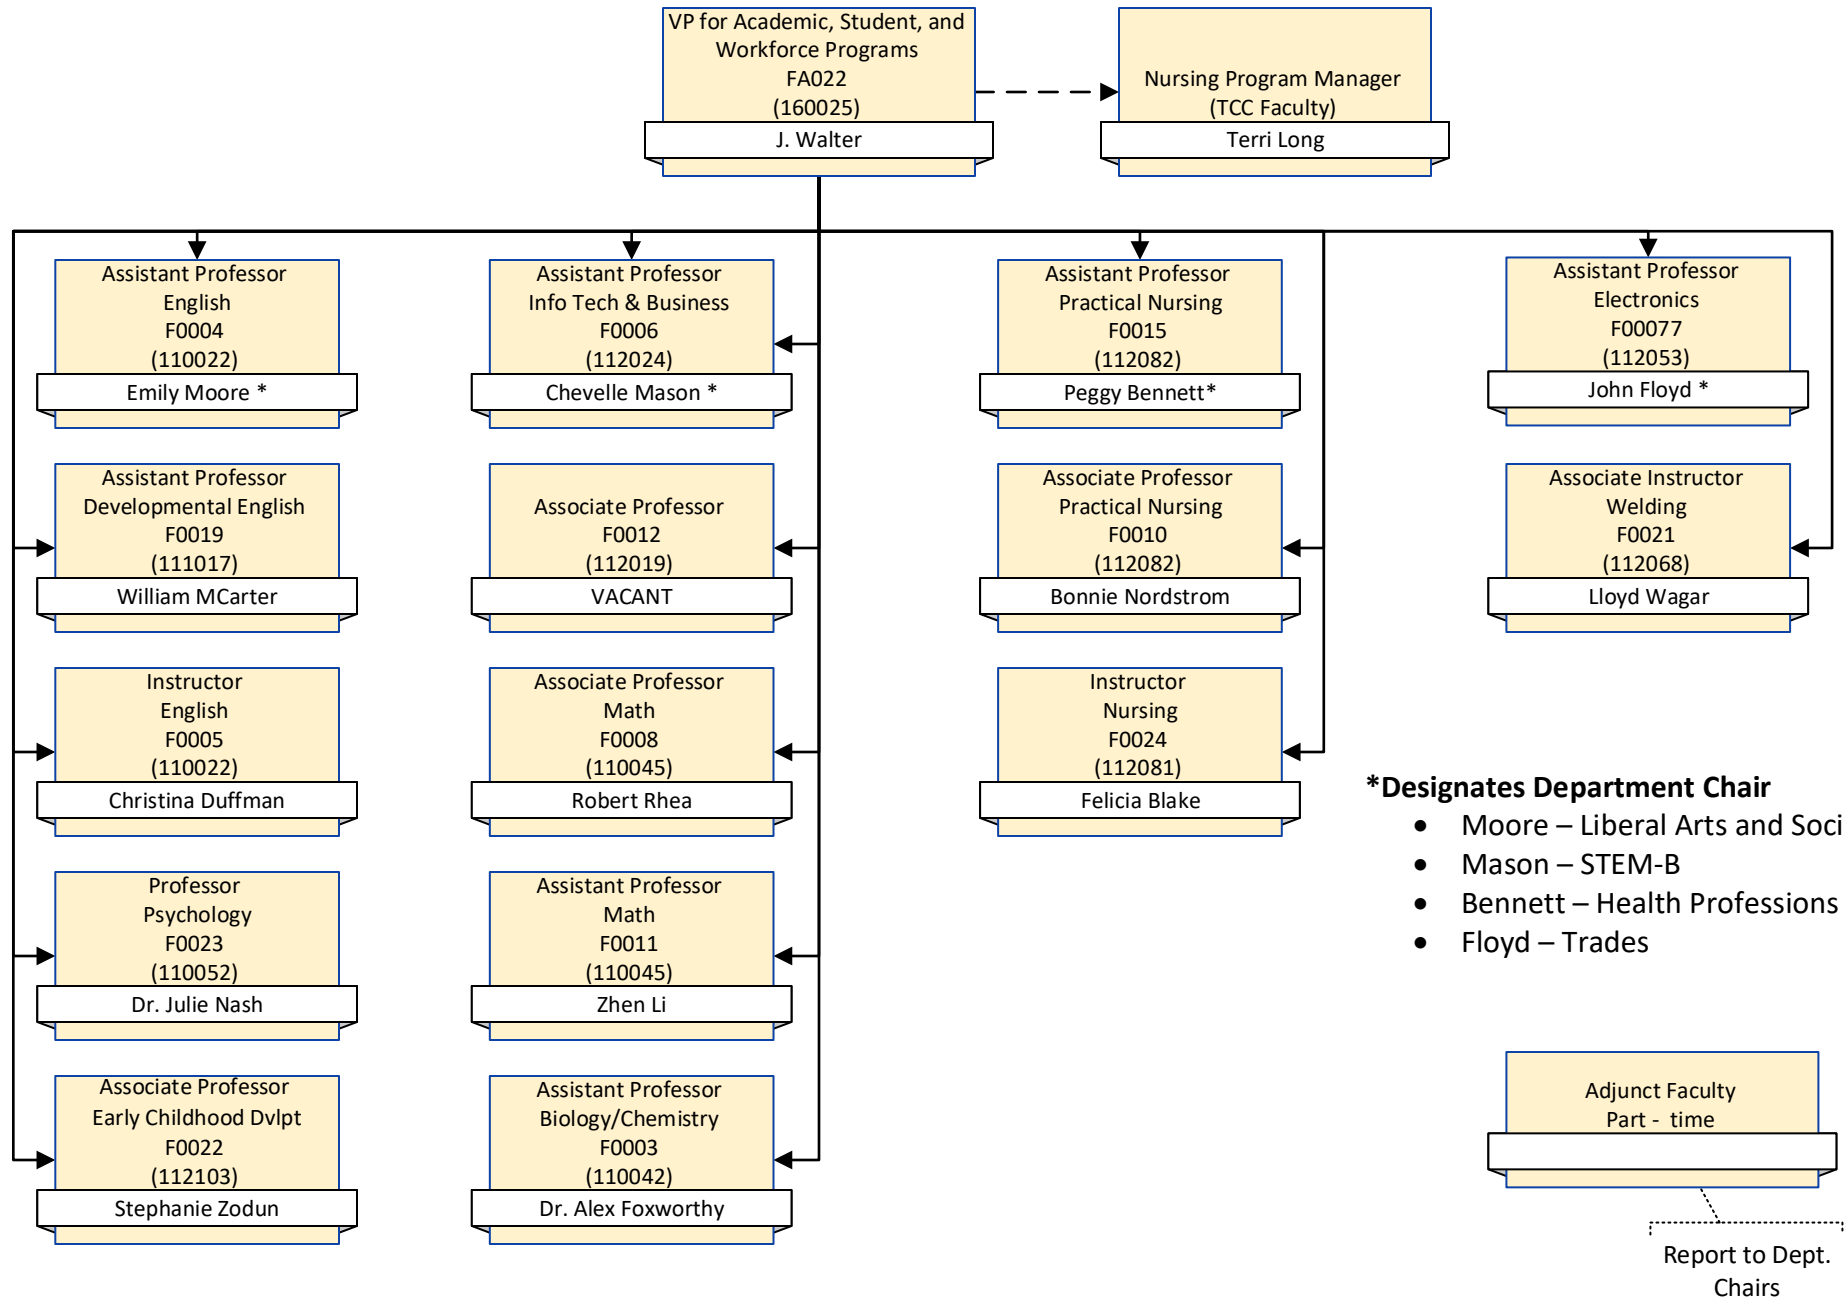 VP for Academic, Student, and
Workforce Programs
FA022
(160025)
J. Walter
Nursing Program Manager
(TCC Faculty)
Terri Long
Assistant Professor
English
F0004
(110022)
Emily Moore *
Assistant Professor
Info Tech & Business
F0006
(112024)
Chevelle Mason *
Assistant Professor
Practical Nursing
F0015
(112082)
Peggy Bennett*
Assistant Professor
Electronics
F00077
(112053)
John Floyd *
Assistant Professor
Developmental English
F0019
(111017)
William MCarter
Associate Professor
F0012
(112019)
VACANT
Associate Professor
Practical Nursing
F0010
(112082)
Bonnie Nordstrom
Associate Instructor
Welding
F0021
(112068)
Lloyd Wagar
Instructor
English
F0005
(110022)
Christina Duffman
Associate Professor
Math
F0008
(110045)
Robert Rhea
Instructor
Nursing
F0024
(112081)
Felicia Blake
*Designates Department Chair
• Moore – Liberal Arts and Soci
• Mason – STEM-B
• Bennett – Health Professions
• Floyd – Trades
Professor
Psychology
F0023
(110052)
Dr. Julie Nash
Assistant Professor
Math
F0011
(110045)
Zhen Li
Associate Professor
Early Childhood Dvlpt
F0022
(112103)
Stephanie Zodun
Assistant Professor
Biology/Chemistry
F0003
(110042)
Dr. Alex Foxworthy
Adjunct Faculty
Part - time
Report to Dept.
Chairs